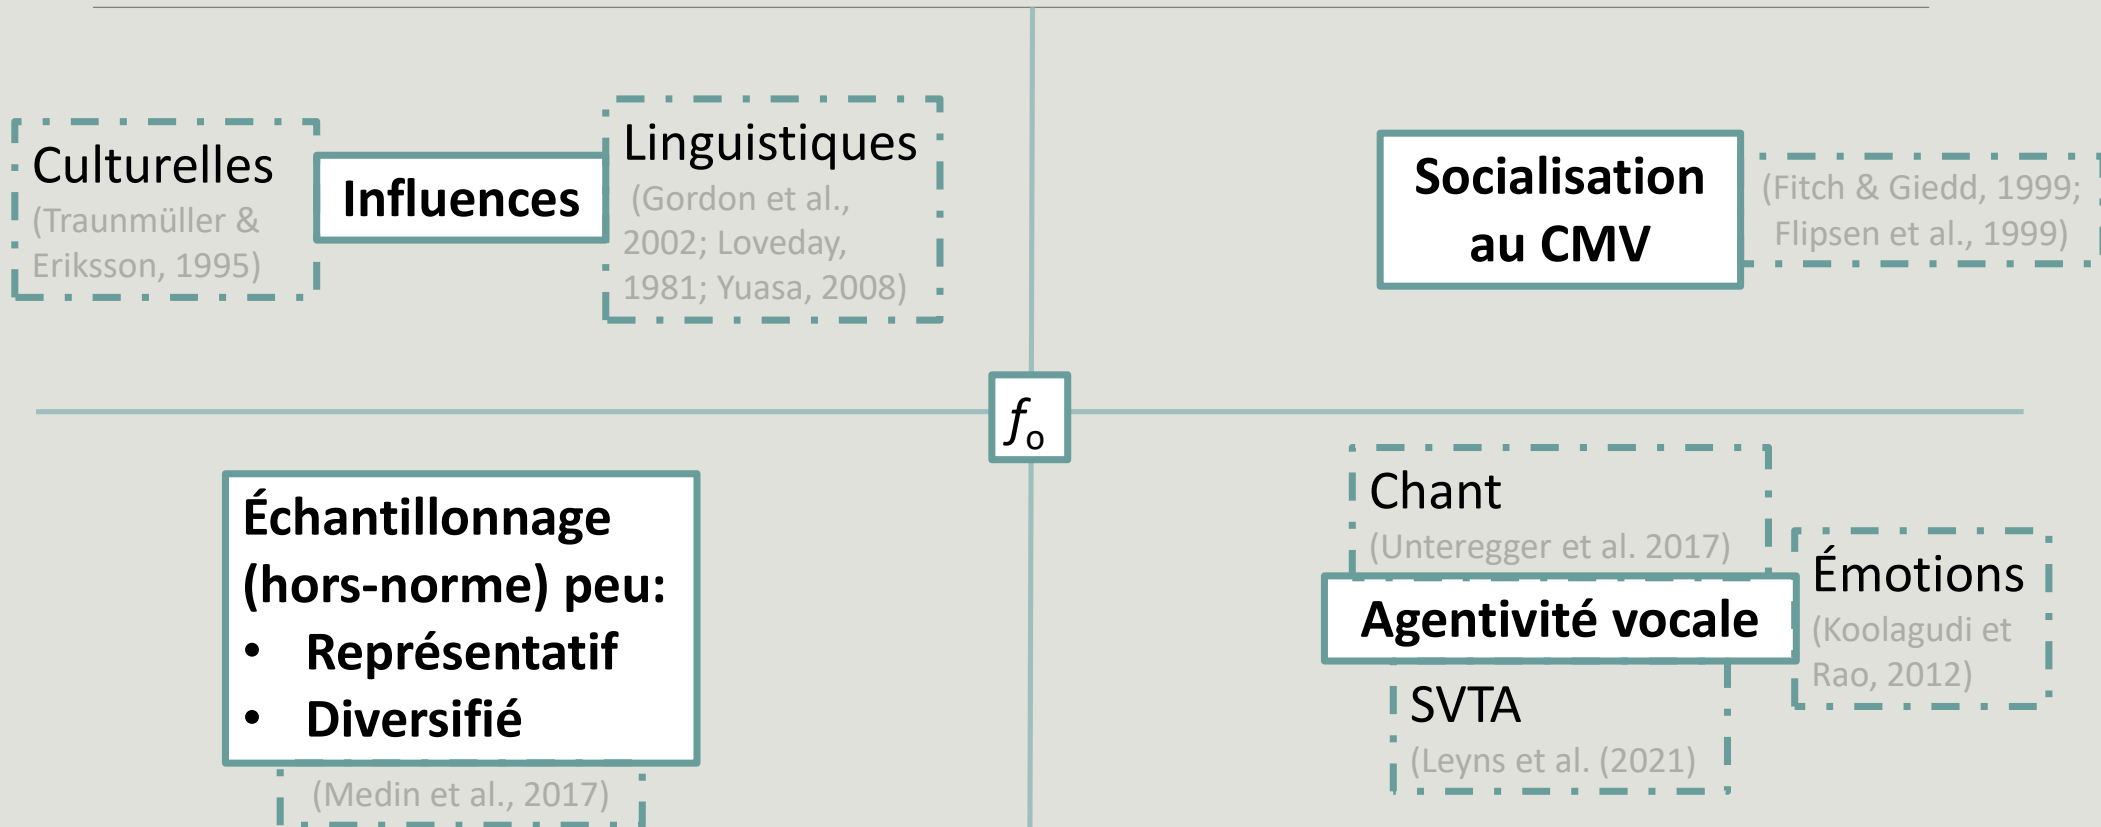 Culturelles
(Traunmüller &
Eriksson, 1995)
Influences
Linguistiques
(Gordon et al.,
2002; Loveday,
1981; Yuasa, 2008)
Socialisation
au CMV
(Fitch & Giedd, 1999;
Flipsen et al., 1999)
fo
Échantillonnage
(hors-norme) peu:
• Représentatif
• Diversifié
(Medin et al., 2017)
Chant
(Unteregger et al. 2017)
Agentivité vocale
Émotions
(Koolagudi et
Rao, 2012)
SVTA
(Leyns et al. (2021)